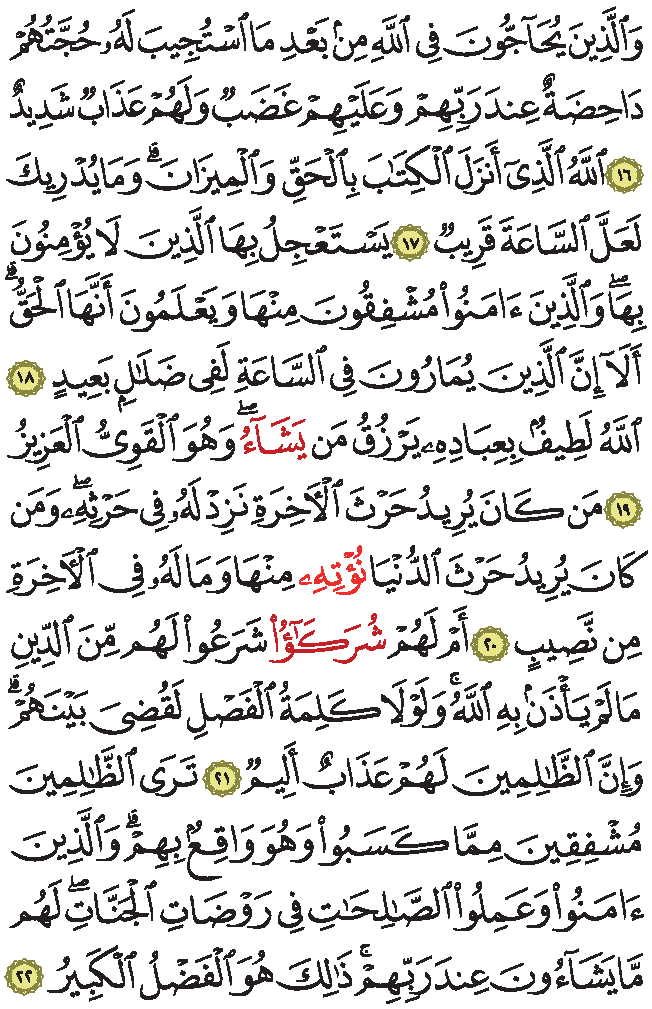 وَٱلَّذِينَ يُحَآجُّونَ فِى ٱللَّهِ مِنۢ بَعْدِ مَا ٱسْتُجِيبَ لَهُۥ حُجَّتُهُمْ
دَاحِضَةٌ عِندَ رَبِّهِمْ وَعَلَيْهِمْ غَضَبٌ وَلَهُمْ عَذَابٌ شَدِيدٌ
١٦ ٱللَّهُ ٱلَّذِىٓ أَنزَلَ ٱلْكِتَٰبَ بِٱلْحَقِّ وَٱلْمِيزَانَ ۗ وَمَا يُدْرِيكَ
لَعَلَّ ٱلسَّاعَةَ قَرِيبٌ ١٧ يَسْتَعْجِلُ بِهَا ٱلَّذِينَ لَا يُؤْمِنُونَ
بِهَا ۖ وَٱلَّذِينَ ءَامَنُوا۟ مُشْفِقُونَ مِنْهَا وَيَعْلَمُونَ أَنَّهَا ٱلْحَقُّ ۗ
أَلَآ إِنَّ ٱلَّذِينَ يُمَارُونَ فِى ٱلسَّاعَةِ لَفِى ضَلَٰلٍۭ بَعِيدٍ ١٨
ٱللَّهُ لَطِيفٌۢ بِعِبَادِهِۦ يَرْزُقُ مَن يَشَآءُ ۖ وَهُوَ ٱلْقَوِىُّ ٱلْعَزِيزُ
١٩ مَن كَانَ يُرِيدُ حَرْثَ ٱلْءَاخِرَةِ نَزِدْ لَهُۥ فِى حَرْثِهِۦ ۖ وَمَن
كَانَ يُرِيدُ حَرْثَ ٱلدُّنْيَا نُؤْتِهِۦ مِنْهَا وَمَا لَهُۥ فِى ٱلْءَاخِرَةِ
مِن نَّصِيبٍ ٢٠ أَمْ لَهُمْ شُرَكَٰٓؤُا۟ شَرَعُوا۟ لَهُم مِّنَ ٱلدِّينِ
مَا لَمْ يَأْذَنۢ بِهِ ٱللَّهُ ۚ وَلَوْلَا كَلِمَةُ ٱلْفَصْلِ لَقُضِىَ بَيْنَهُمْ ۗ
وَإِنَّ ٱلظَّٰلِمِينَ لَهُمْ عَذَابٌ أَلِيمٌ ٢١ تَرَى ٱلظَّٰلِمِينَ
مُشْفِقِينَ مِمَّا كَسَبُوا۟ وَهُوَ وَاقِعٌۢ بِهِمْ ۗ وَٱلَّذِينَ
ءَامَنُوا۟ وَعَمِلُوا۟ ٱلصَّٰلِحَٰتِ فِى رَوْضَاتِ ٱلْجَنَّاتِ ۖ لَهُم
مَّا يَشَآءُونَ عِندَ رَبِّهِمْ ۚ ذَٰلِكَ هُوَ ٱلْفَضْلُ ٱلْكَبِيرُ ٢٢